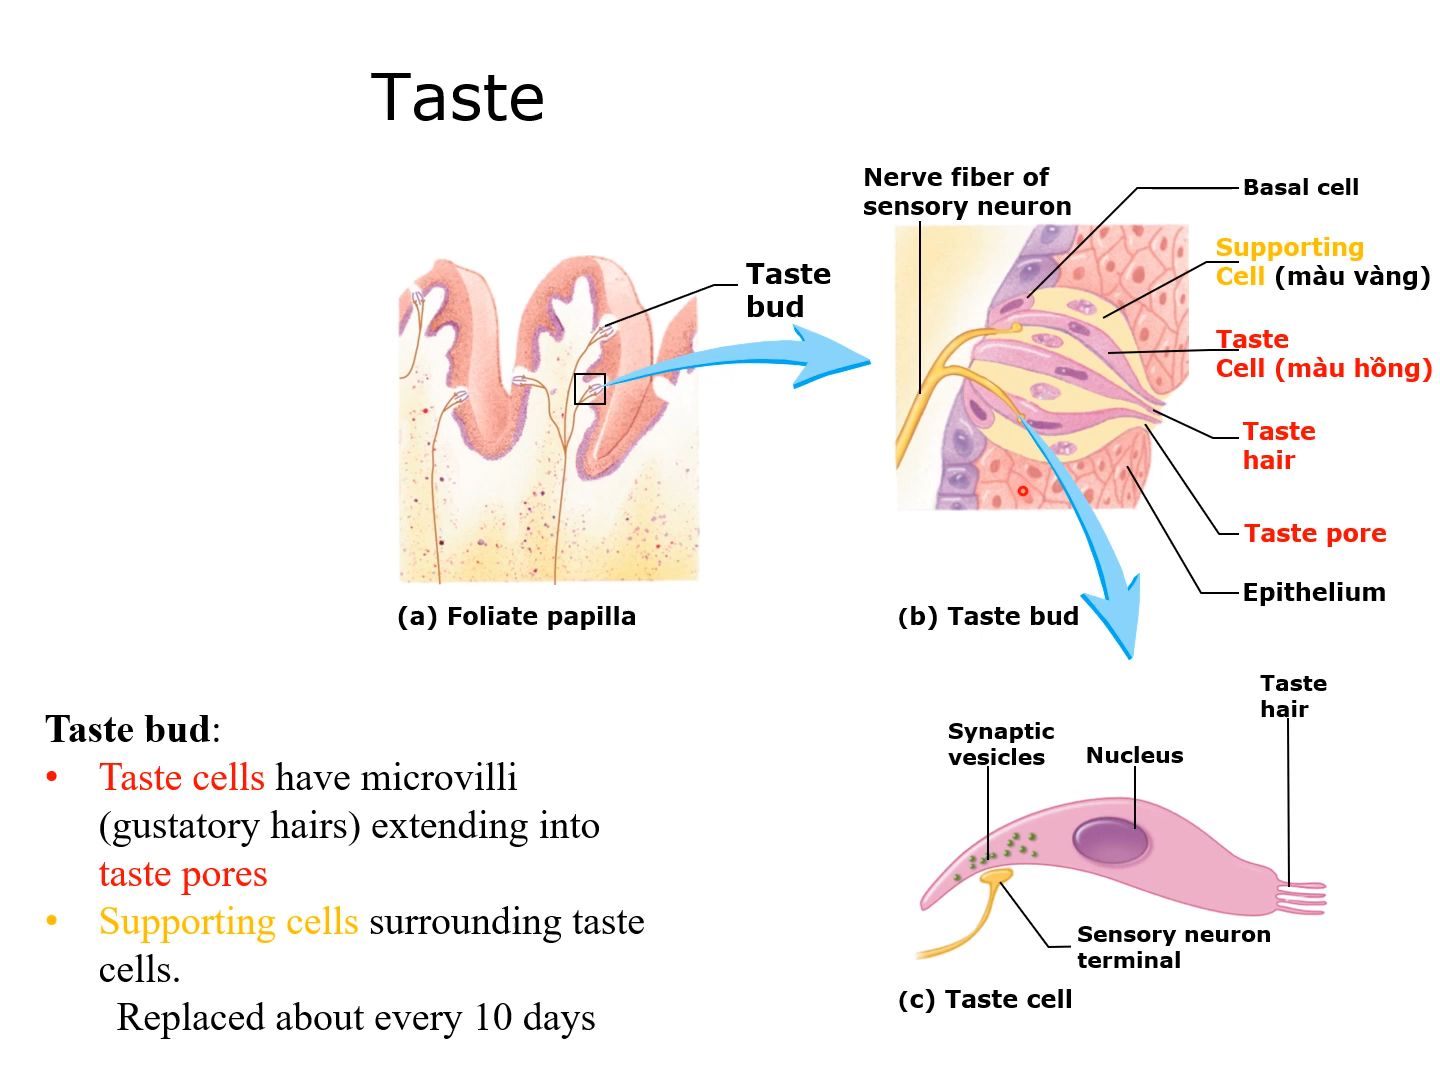 Taste
Nerve fiber of
sensory neuron
Basal cell
Supporting
Cell (màu vàng)
Taste
bud
Taste
Cell (màu hồng)
Taste
hair
Taste pore
Epithelium
(a) Foliate papilla
(b) Taste bud
Taste
hair
Synaptic
vesicles
Nucleus
Sensory neuron
terminal
(c) Taste cell
Taste bud:
• Taste cells have microvilli
(gustatory hairs) extending into
taste pores
• Supporting cells surrounding taste
cells.
Replaced about every 10 days